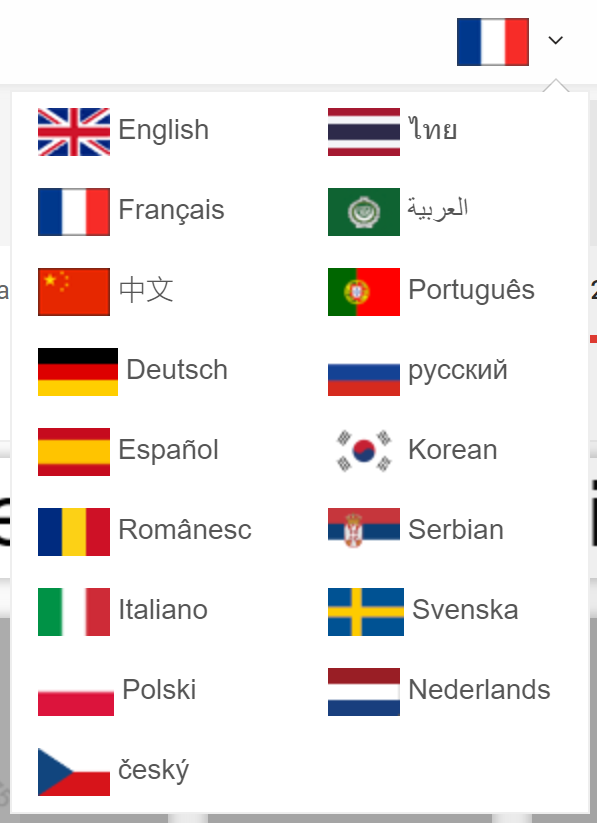 English
ไทย
Français
العربية
中文
Português
Deutsch
русский
Español
Korean
Românesc
Serbian
Italiano
Svenska
Polski
Nederlands
český